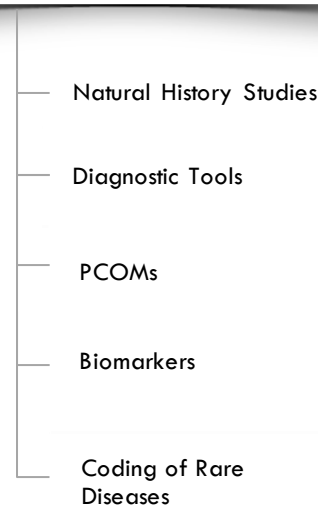 Natural History Studies
Diagnostic Tools
PCOMs
Biomarkers
Coding of Rare
Diseases